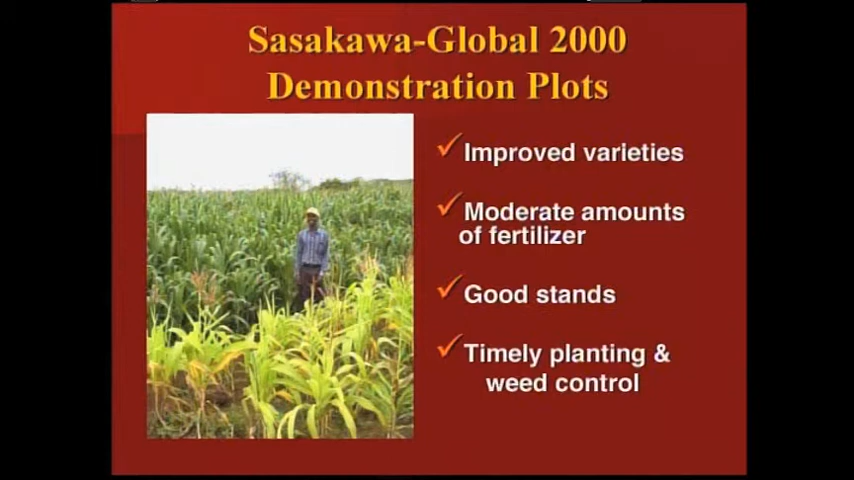 Sasakawa-Global 2000
Demonstration Plots
Improved varieties
Moderate amounts
of fertilizer
Good stands
Timely planting &
weed control